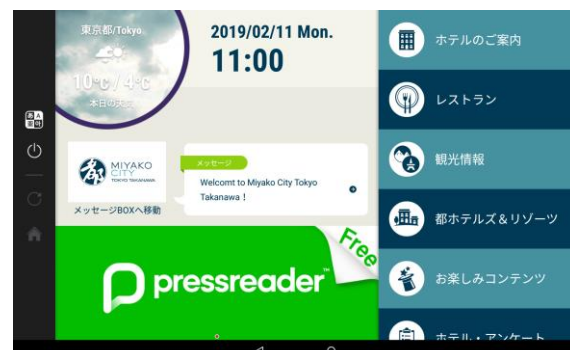 東京都/Tokyo
10℃ / 4℃
本日の天気
2019/02/11 Mon.
11:00
あ A
MIYAKO
CITY
TOKYO TAKANAWA
メッセージBOXへ移動
メッセージ
Welcomt to Miyako City Tokyo
Takanawa !
Free
pressreader
ホテルのご案内
レストラン
観光情報
都ホテルズ&リゾーツ
お楽しみコンテンツ
ホテル・アンケート